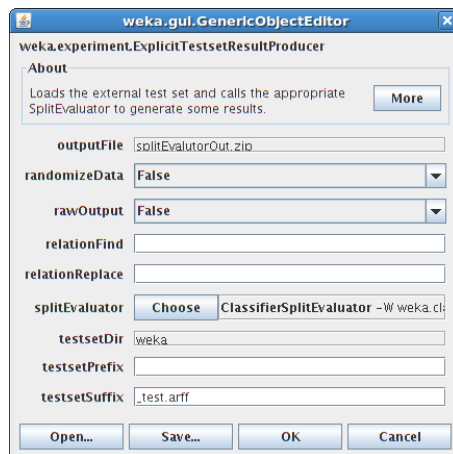 weka.gui.GenericObjectEditor
weka.experiment.ExplicitTestsetResultProducer
About
Loads the external test set and calls the appropriate
SplitEvaluator to generate some results.
More
outputFile splitEvalutorOut.zip
randomizeData False
rawOutput False
relationFind
relationReplace
splitEvaluator Choose ClassifierSplitEvaluator -W weka.cl
testsetDir weka
testsetPrefix
testsetSuffix _test.arff
Open... Save... OK Cancel